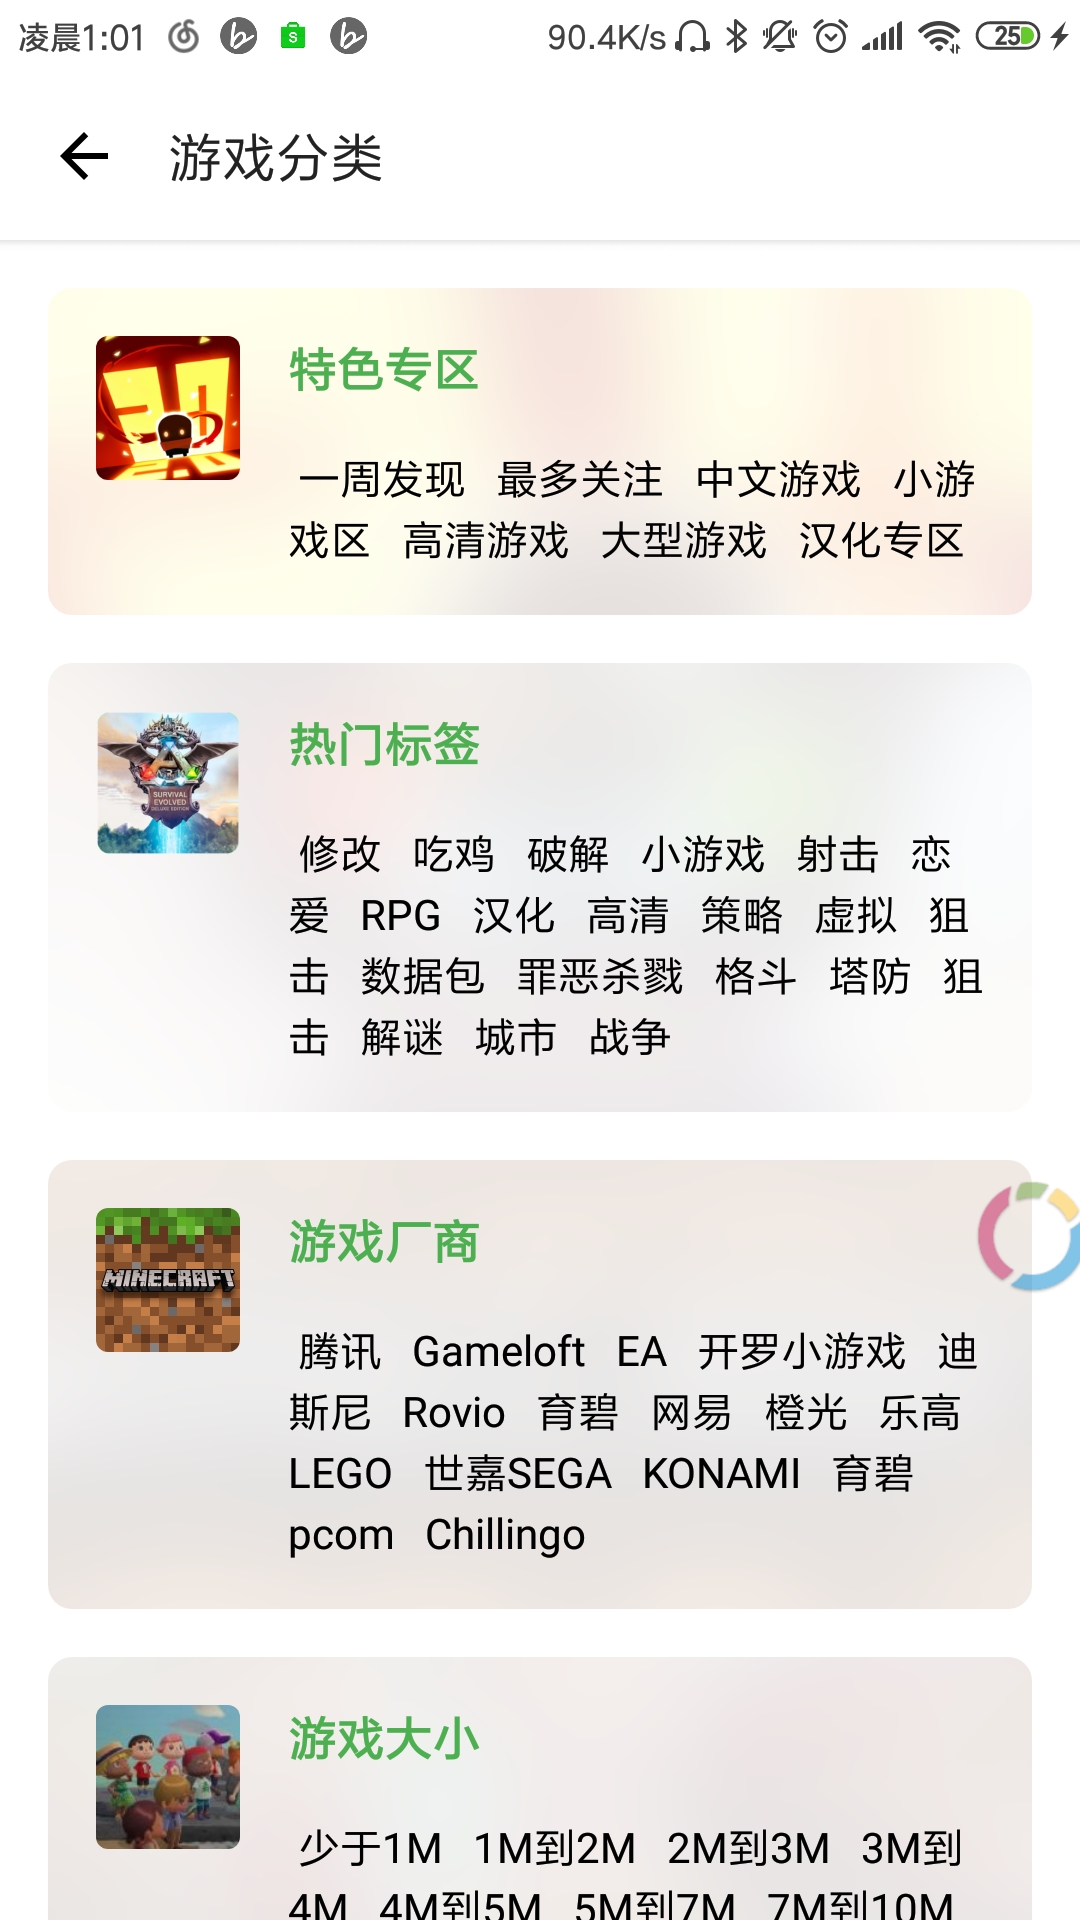 凌晨1:01 S 90.4K/s 25
游戏分类
特色专区
一周发现 最多关注 中文游戏 小游
戏区 高清游戏 大型游戏 汉化专区
热门标签
SURVIVAL
EVOLVED
DELUXE EDITION
修改 吃鸡 破解 小游戏 射击 恋
爱 RPG 汉化 高清 策略 虚拟 狙
击 数据包 罪恶杀戮 格斗 塔防 狙
击 解谜 城市 战争
游戏厂商
MINECRAFT
腾讯 Gameloft EA 开罗小游戏 迪
斯尼 Rovio 育碧 网易 橙光 乐高
LEGO 世嘉SEGA KONAMI 育碧
pcom Chillingo
游戏大小
少于1M 1M到2M 2M到3M 3M到
4M 4M到5M 5M到7M 7M到10M